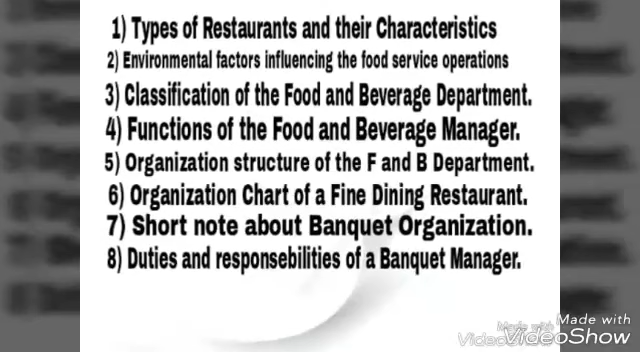 1) Types of Restaurants and their Characteristics
2) Environmental factors influencing the food service operations
3) Classification of the Food and Beverage Department.
4) Functions of the Food and Beverage Manager.
5) Organization structure of the F and B Department.
6) Organization Chart of a Fine Dining Restaurant.
7) Short note about Banquet Organization.
8) Duties and responsebilities of a Banquet Manager.
Made with
VideoShow